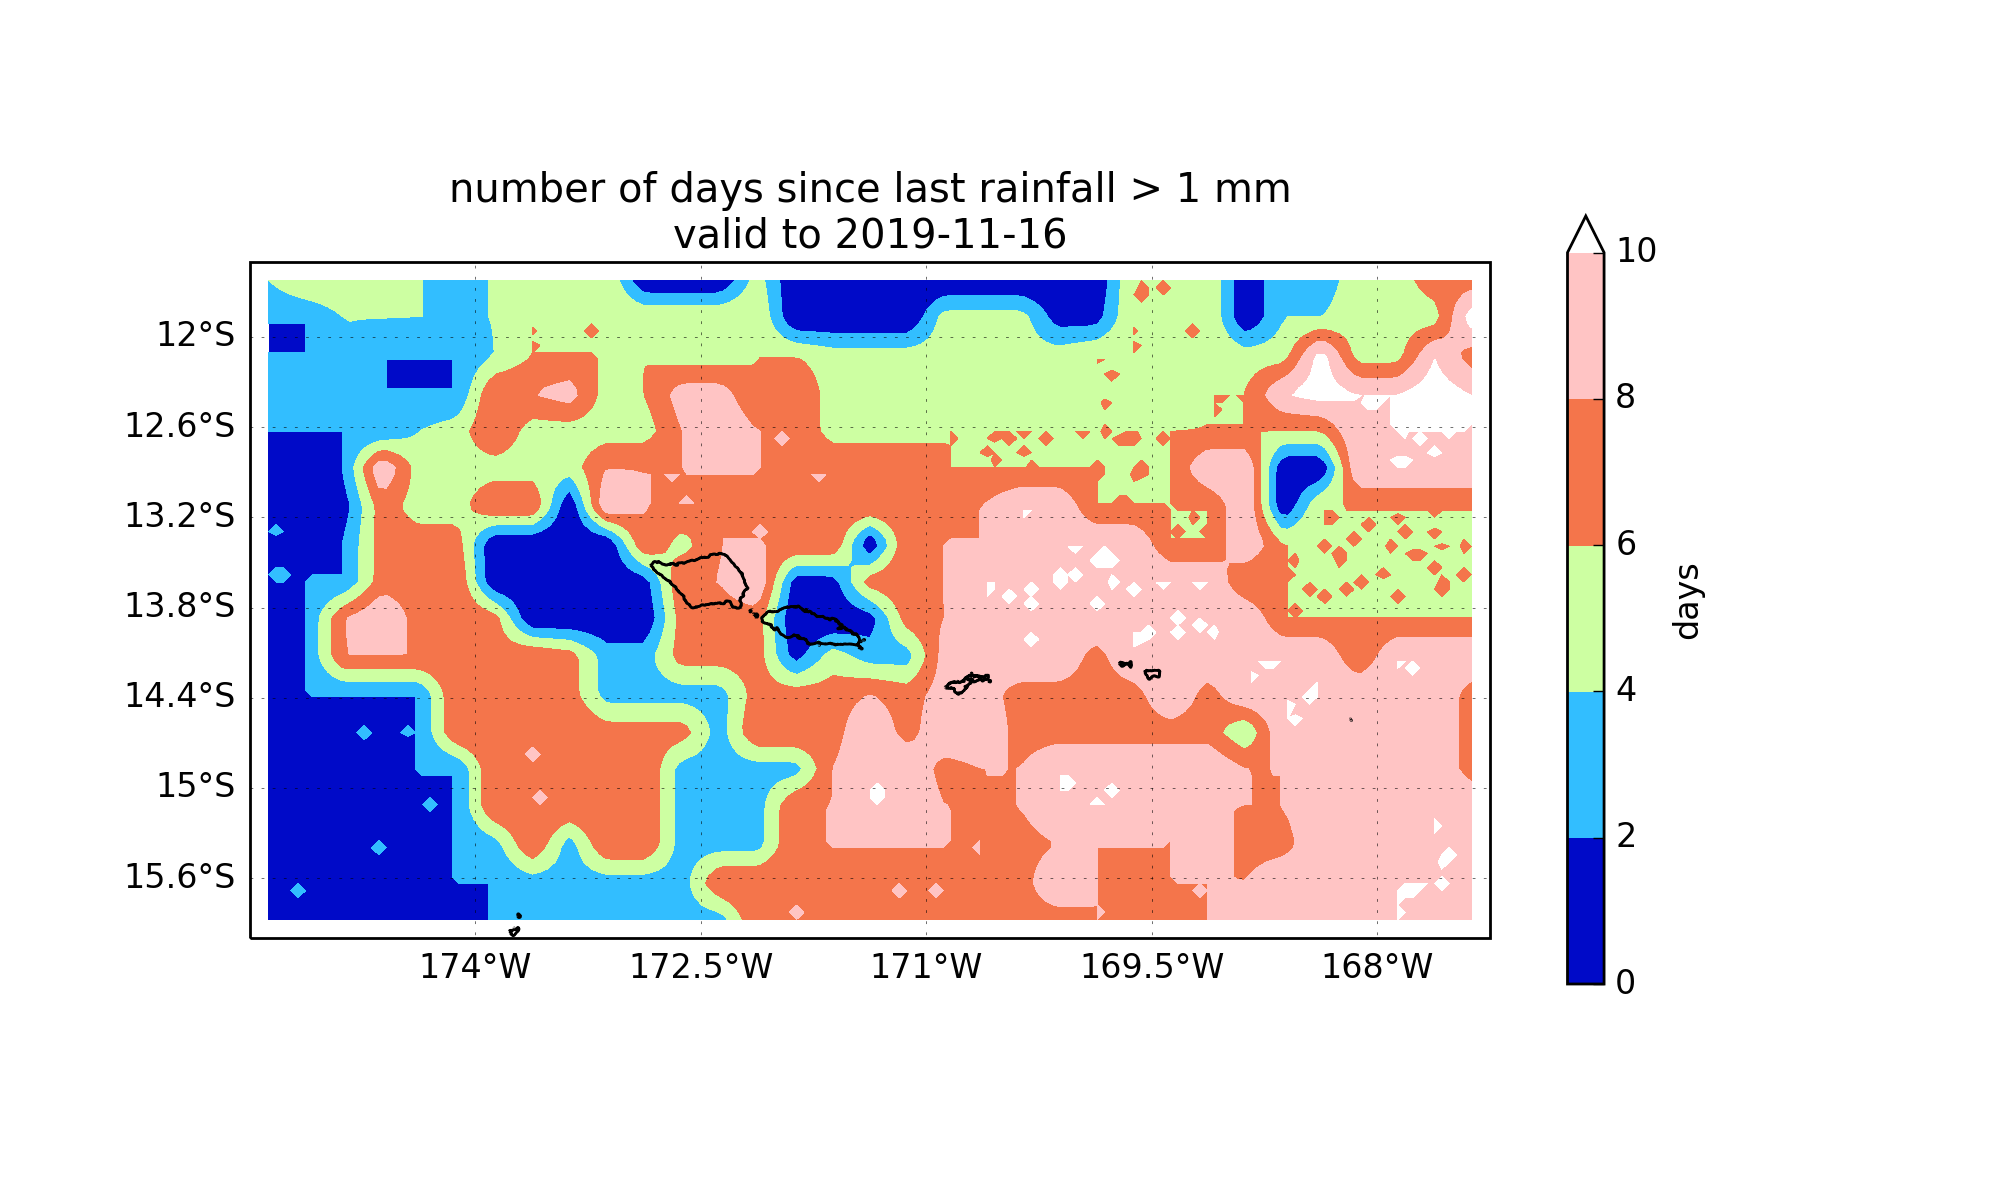 number of days since last rainfall > 1 mm
valid to 2019-11-16
12°S
12.6°S
13.2°S
13.8°S
14.4°S
15°S
15.6°S
174°W
172.5°W
171°W
169.5°W
168°W
10
8
6
4
2
0
days